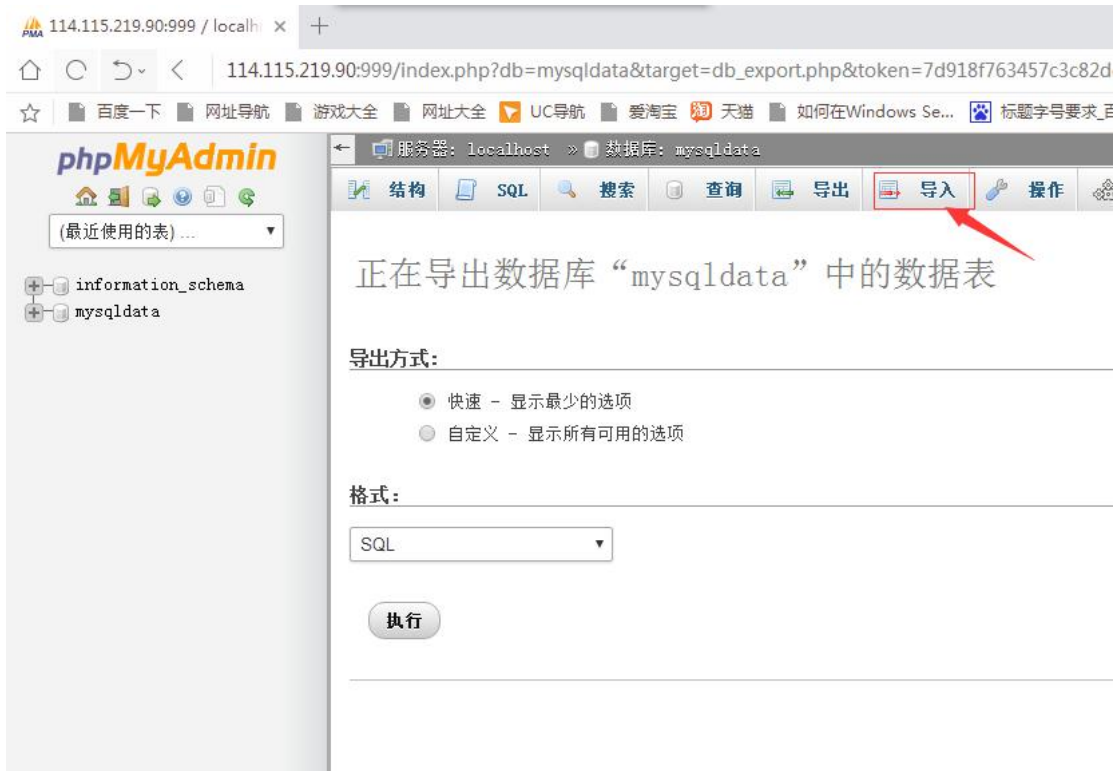 PMA 114.115.219.90:999 / localh × +
114.115.219.90:999/index.php?db=mysqldata&target=db_export.php&token=7d918f763457c3c82d
百度一下 网址导航 游戏大全 网址大全 UC导航 爱淘宝 淘 天猫 如何在Windows Se... 标题字号要求_百
phpMyAdmin
(最近使用的表) ...
information_schema
mysqldata
服务器: localhost » 数据库: mysqldata
结构 SQL 搜索 查询 导出 导入 操作
正在导出数据库“mysqldata”中的数据表
导出方式:
快速 - 显示最少的选项
自定义 - 显示所有可用的选项
格式:
SQL
执行